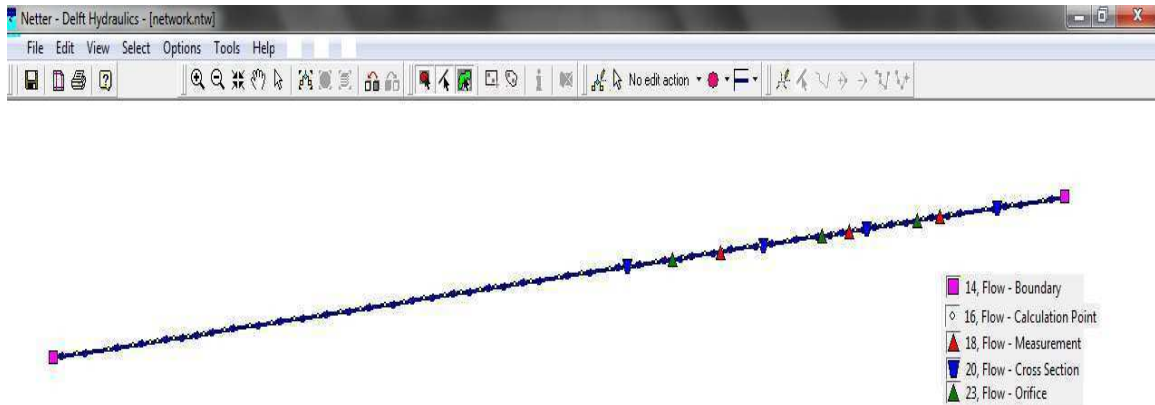 Netter - Delft Hydraulics - [network.ntw]
File Edit View Select Options Tools Help
No edit action
14, Flow - Boundary
16, Flow - Calculation Point
18, Flow - Measurement
20, Flow - Cross Section
23, Flow - Orifice